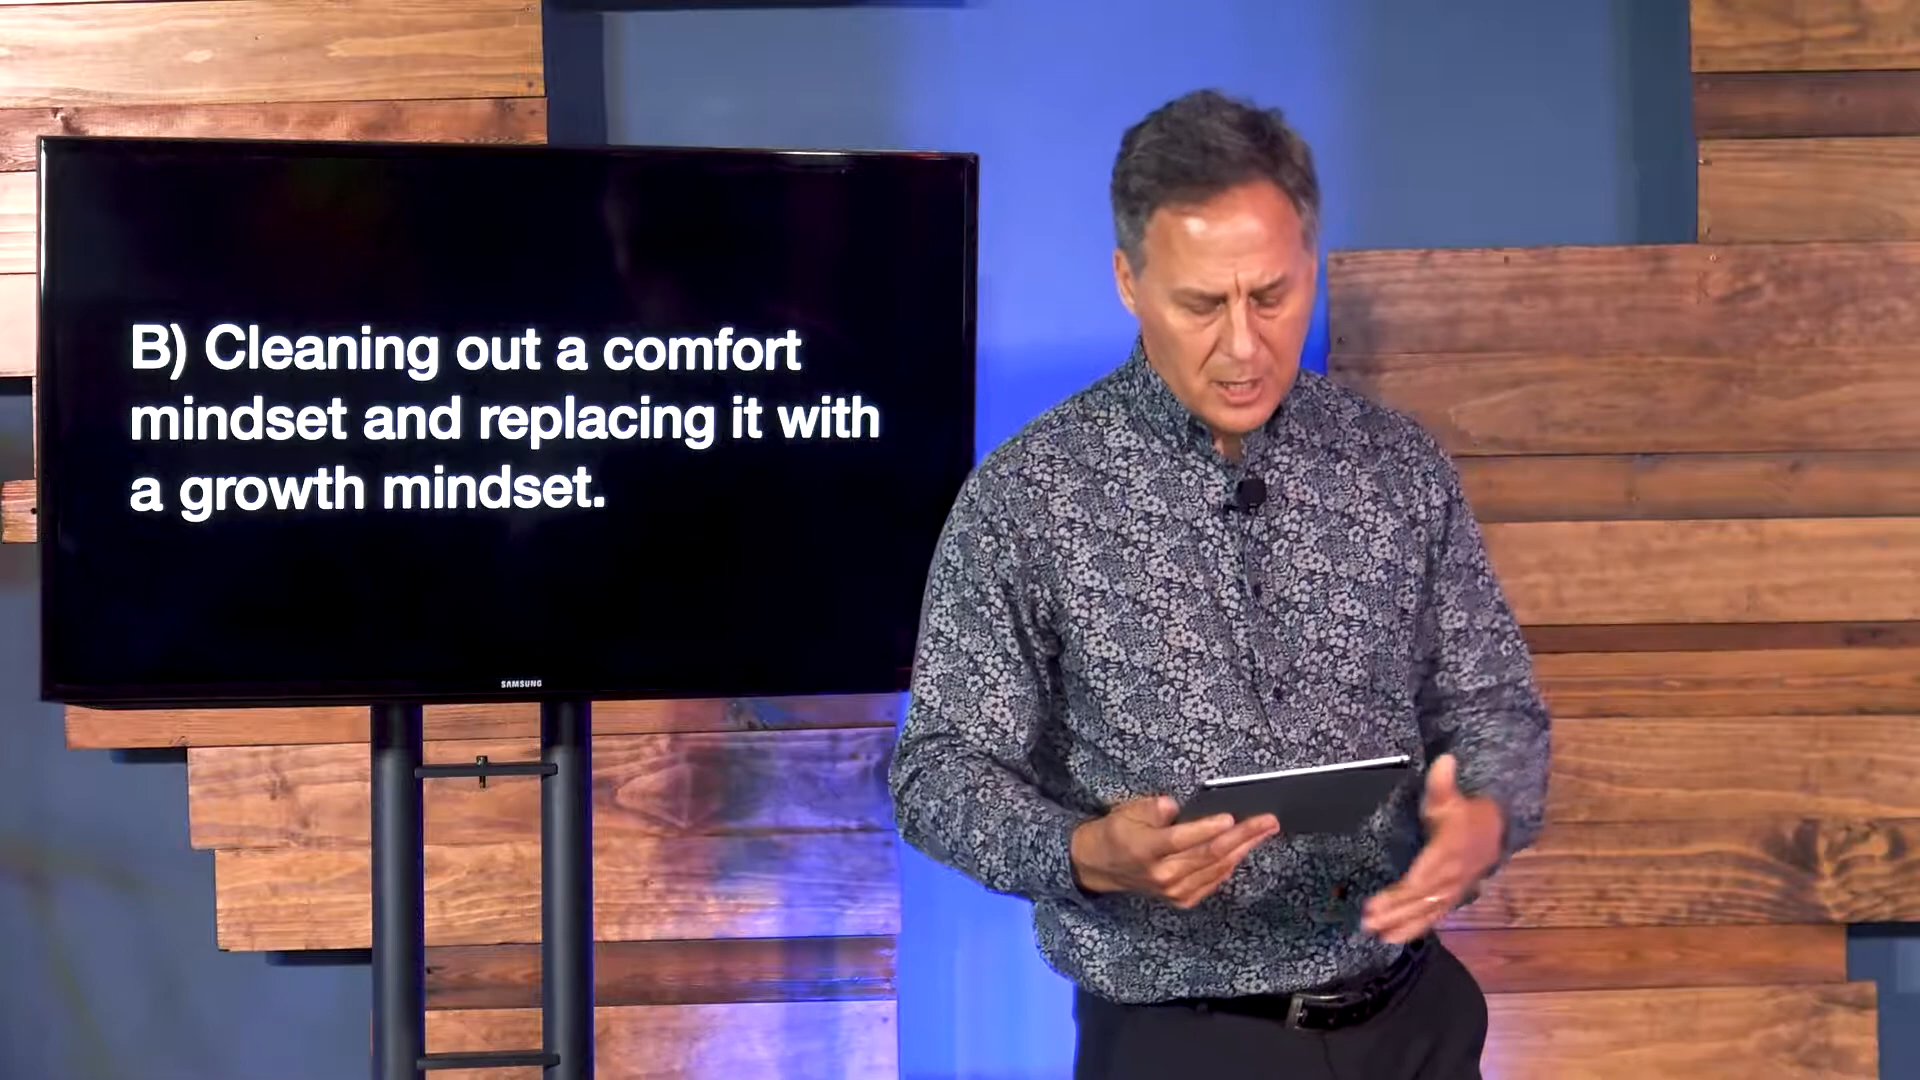 B) Cleaning out a comfort
mindset and replacing it with
a growth mindset.
SAMSUNG